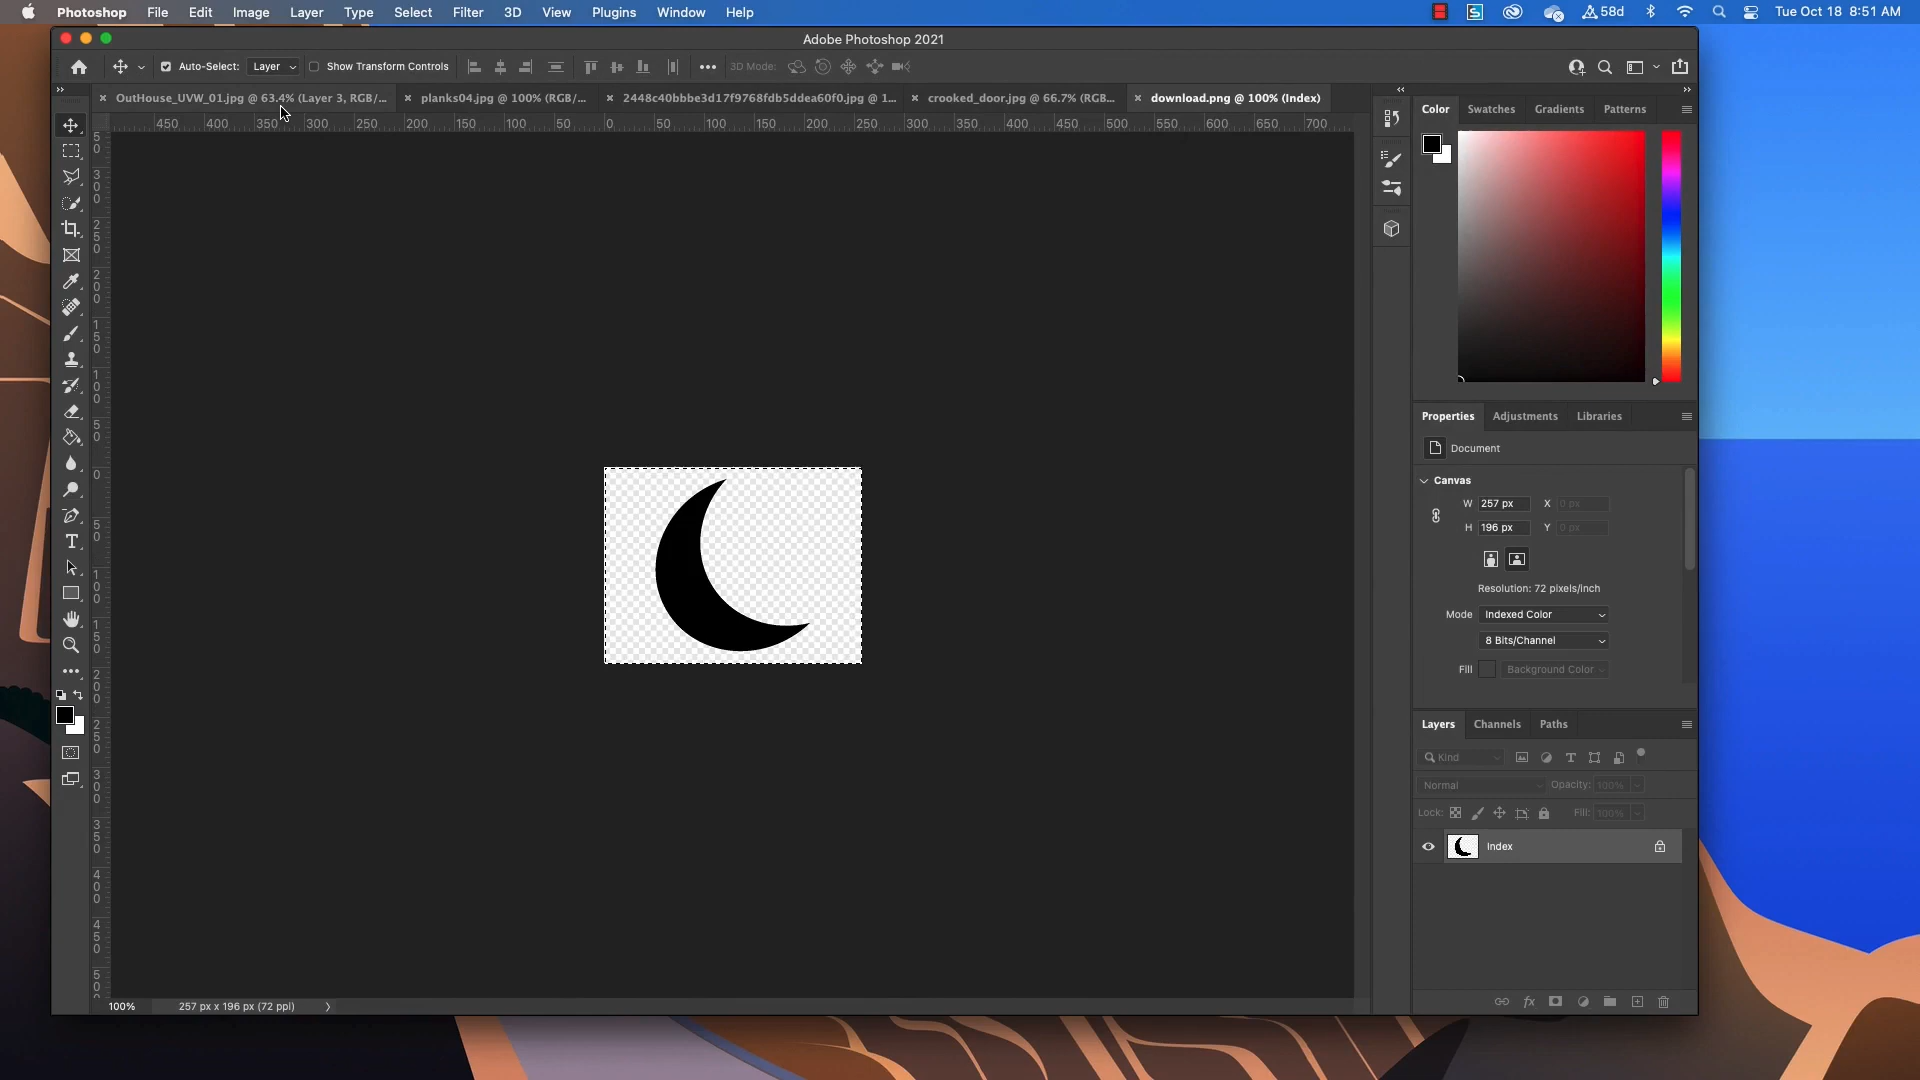 Photoshop File Edit Image Layer Type Select Filter 3D View Plugins Window Help
58d Tue Oct 18 8:51 AM
Adobe Photoshop 2021
Auto-Select: Layer Show Transform Controls 3D Mode:
OutHouse_UVW_01.jpg @ 63.4% (Layer 3, RGB/... planks04.jpg @ 100% (RGB/... 2448c40bbbe3d17f9768fdb5ddea60f0.jpg @ 1... crooked_door.jpg @ 66.7% (RGB... download.png @ 100% (Index)
450 400 350 300 250 200 150 100 50 0 50 100 150 200 250 300 350 400 450 500 550 600 650 700
Color Swatches Gradients Patterns
Properties Adjustments Libraries
Document
Canvas
W 257 px X 0 px
H 196 px Y 0 px
Resolution: 72 pixels/inch
Mode Indexed Color
8 Bits/Channel
Fill Background Color
Layers Channels Paths
Kind
Normal Opacity: 100%
Lock: Fill: 100%
Index
100% 257 px x 196 px (72 ppi)